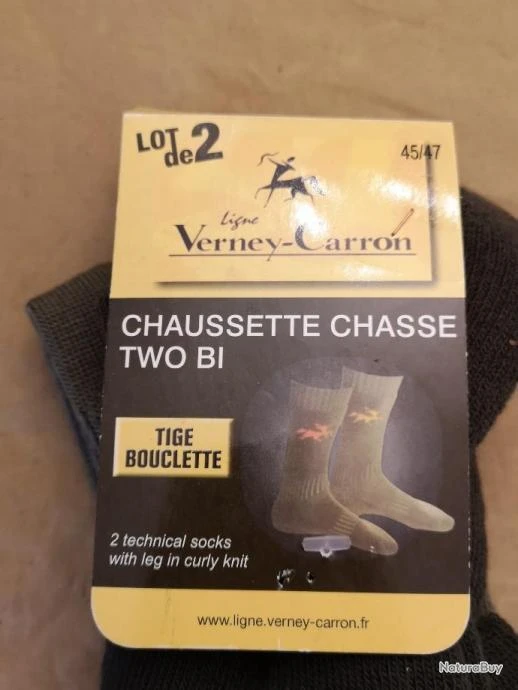 LOT de 2
45/47
Ligne
Verney-Carron
CHAUSSETTE CHASSE
TWO BI
TIGE
BOUCLETTE
2 technical socks
with leg in curly knit
www.ligne.verney-carron.fr
NaturaBuy